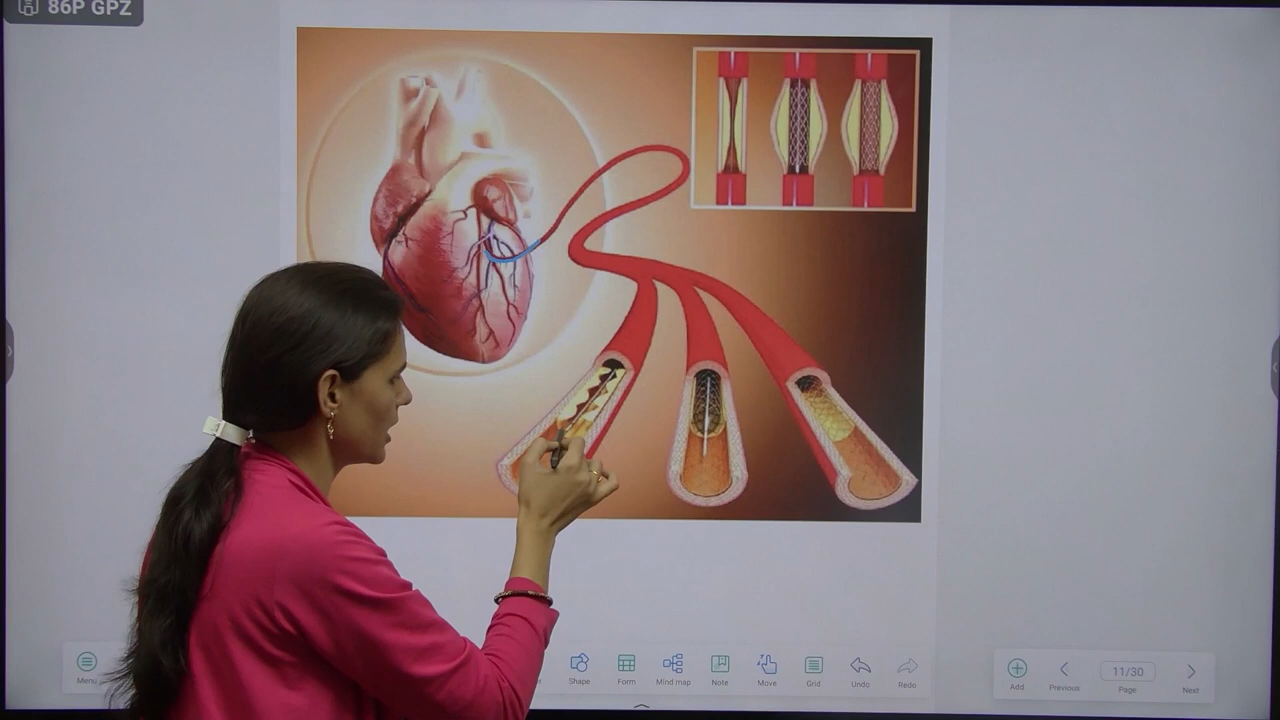 86P GPZ
Menu
Shape
Form
Mind map
Note
Move
Grid
Undo
Redo
Add
Previous
11/30
Page
Next